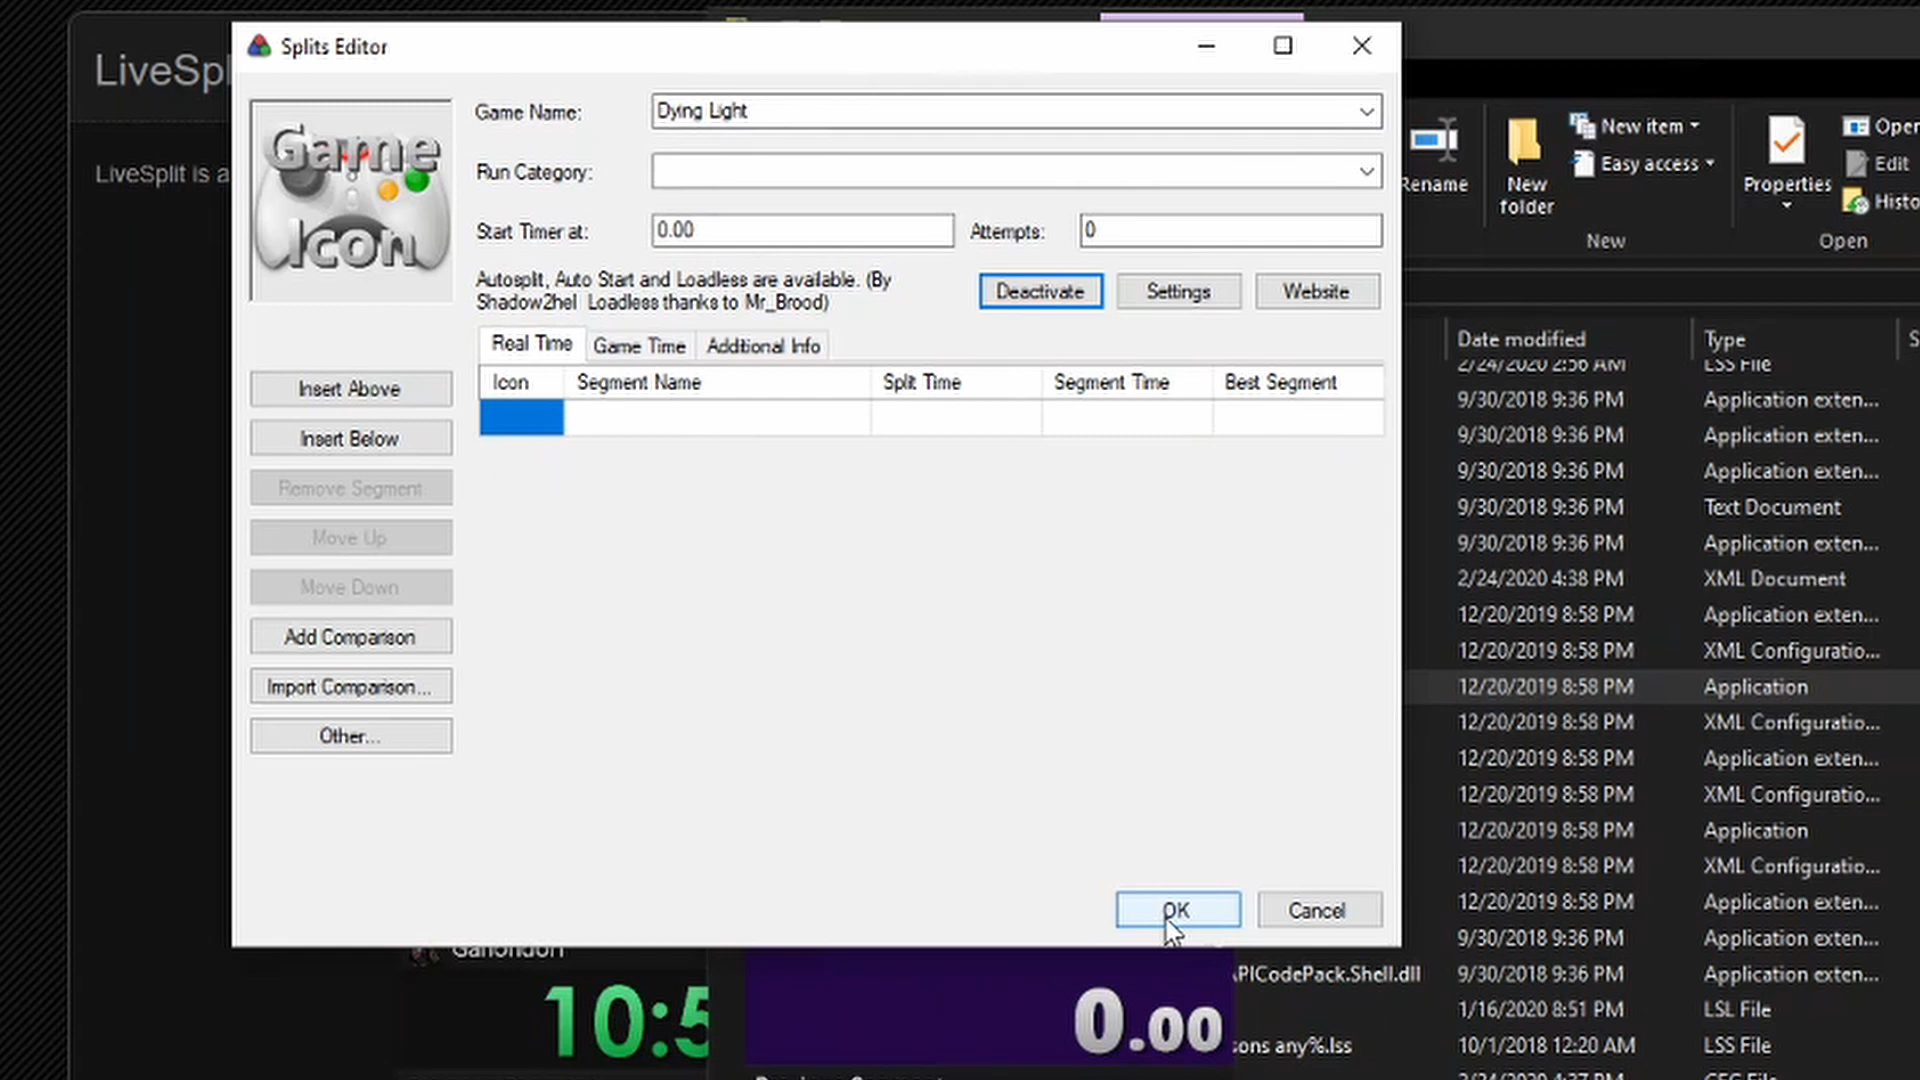 LiveSpl
LiveSplit is a
Splits Editor
Game
Icon
Game Name:
Dying Light
Run Category:
Start Timer at:
0.00
Attempts:
0
Autosplit, Auto Start and Loadless are available. (By
Shadow2hel Loadless thanks to Mr_Brood)
Deactivate
Settings
Website
Real Time
Game Time
Additional Info
Icon
Segment Name
Split Time
Segment Time
Best Segment
Insert Above
Insert Below
Remove Segment
Move Up
Move Down
Add Comparison
Import Comparison...
Other...
OK
Cancel
Ganondorf
10:5
0.00
Rename
New
folder
New item
Easy access
New
Properties
Open
Edit
Histo
Open
Date modified
Type
S
2/24/2020 2:56 AM LSS File
9/30/2018 9:36 PM Application exten...
9/30/2018 9:36 PM Application exten...
9/30/2018 9:36 PM Application exten...
9/30/2018 9:36 PM Text Document
9/30/2018 9:36 PM Application exten...
2/24/2020 4:38 PM XML Document
12/20/2019 8:58 PM Application exten...
12/20/2019 8:58 PM XML Configuratio...
12/20/2019 8:58 PM Application
12/20/2019 8:58 PM XML Configuratio...
12/20/2019 8:58 PM Application exten...
12/20/2019 8:58 PM XML Configuratio...
12/20/2019 8:58 PM Application
12/20/2019 8:58 PM XML Configuratio...
12/20/2019 8:58 PM Application exten...
9/30/2018 9:36 PM Application exten...
PICodePack.Shell.dll 9/30/2018 9:36 PM Application exten...
1/16/2020 8:51 PM LSL File
sons any%.lss 10/1/2018 12:20 AM LSS File